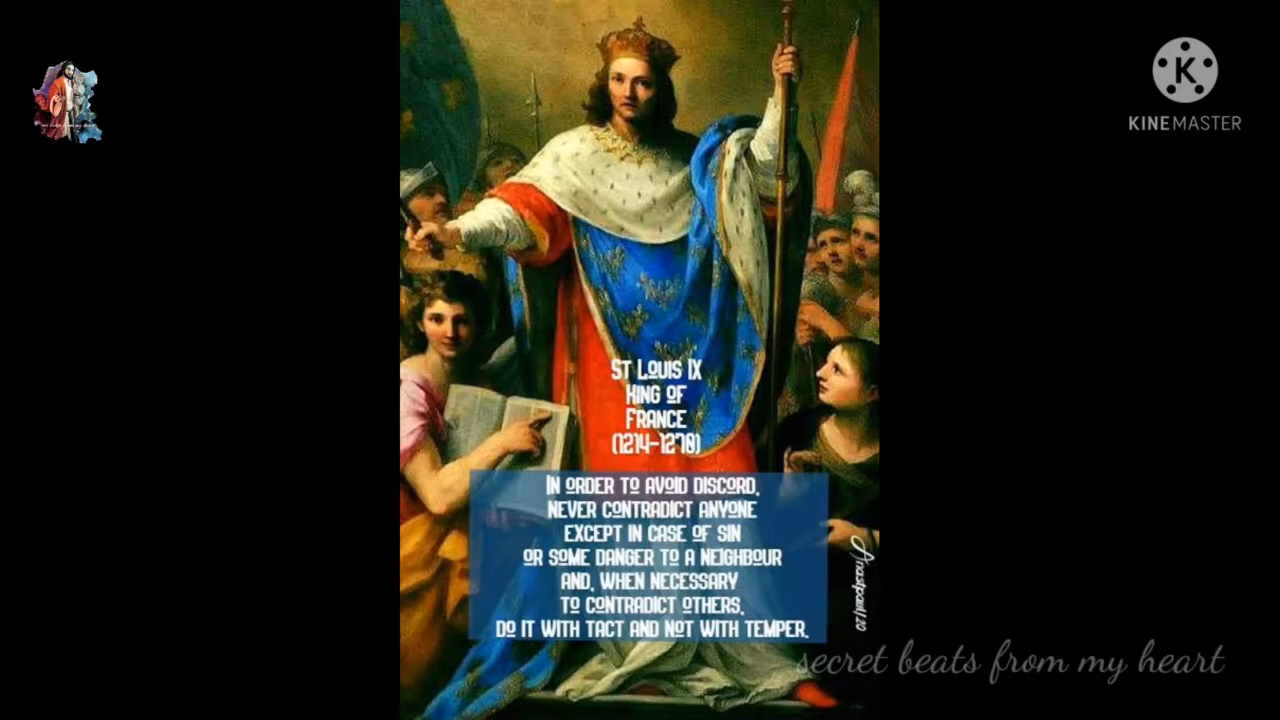 KINEMASTER
ST LOUIS IX
KING OF
FRANCE
(1214-1270)
IN ORDER TO AVOID DISCORD,
NEVER CONTRADICT ANYONE
EXCEPT IN CASE OF SIN
OR SOME DANGER TO A NEIGHBOUR
AND, WHEN NECESSARY
TO CONTRADICT OTHERS,
DO IT WITH TACT AND NOT WITH TEMPER.
Anastpaul/20
secret beats from my heart